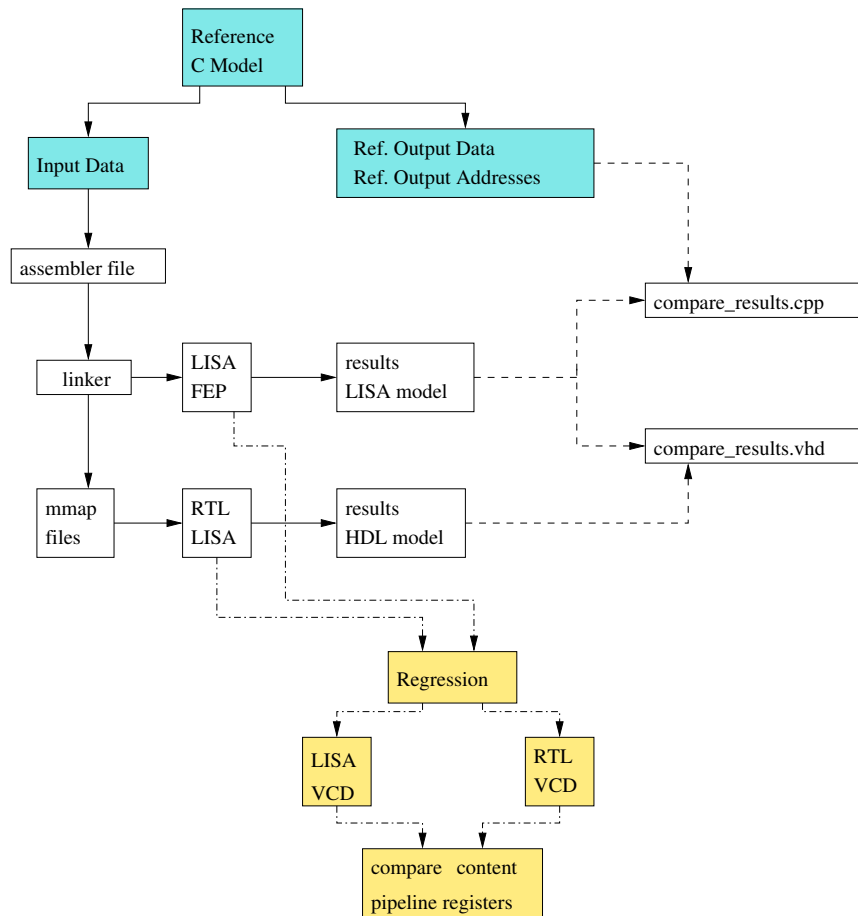 Reference
C Model
Input Data
Ref. Output Data
Ref. Output Addresses
assembler file
compare_results.cpp
linker
LISA
FEP
results
LISA model
compare_results.vhd
mmap
files
RTL
LISA
results
HDL model
Regression
LISA
VCD
RTL
VCD
compare content
pipeline registers